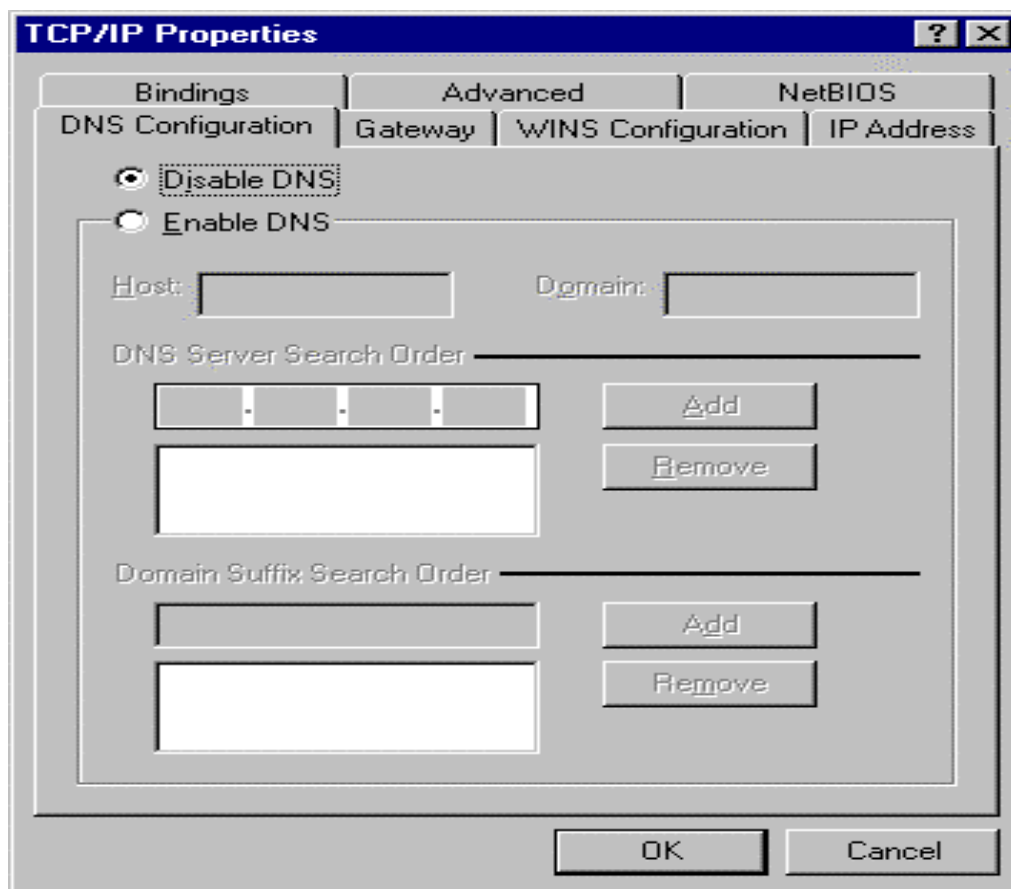 TCP/IP Properties
Bindings Advanced NetBIOS
DNS Configuration Gateway WINS Configuration IP Address
Disable DNS
Enable DNS
Host: Domain:
DNS Server Search Order
. . .
Add
Remove
Domain Suffix Search Order
Add
Remove
OK Cancel